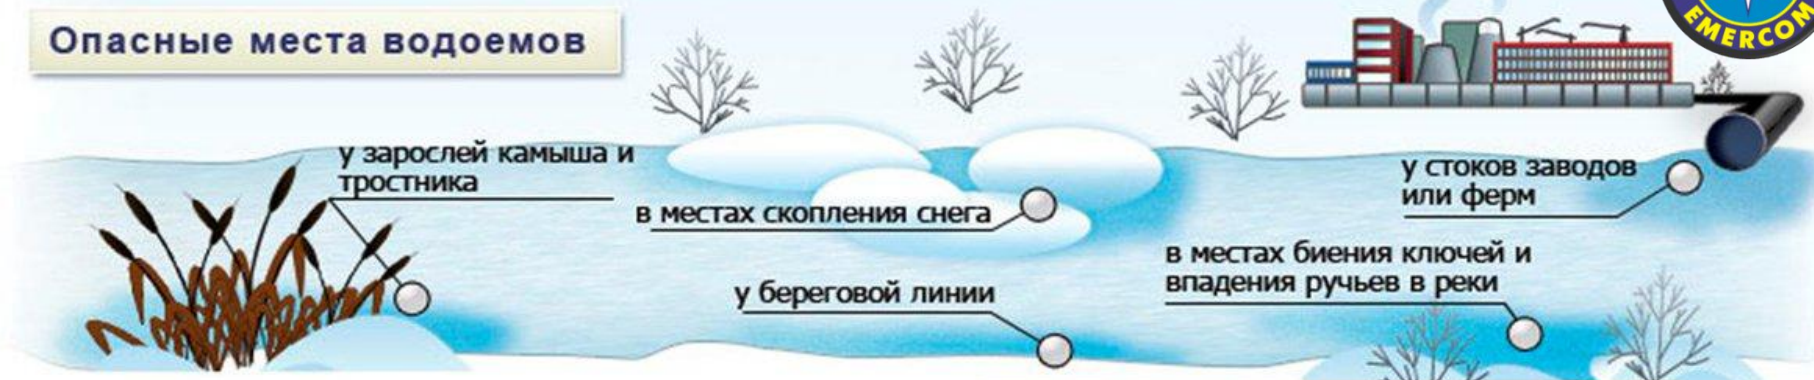 Опасные места водоемов
EMERCOM
у зарослей камыша и
тростника
в местах скопления снега
у стоков заводов
или ферм
в местах биения ключей и
впадения ручьев в реки
у береговой линии